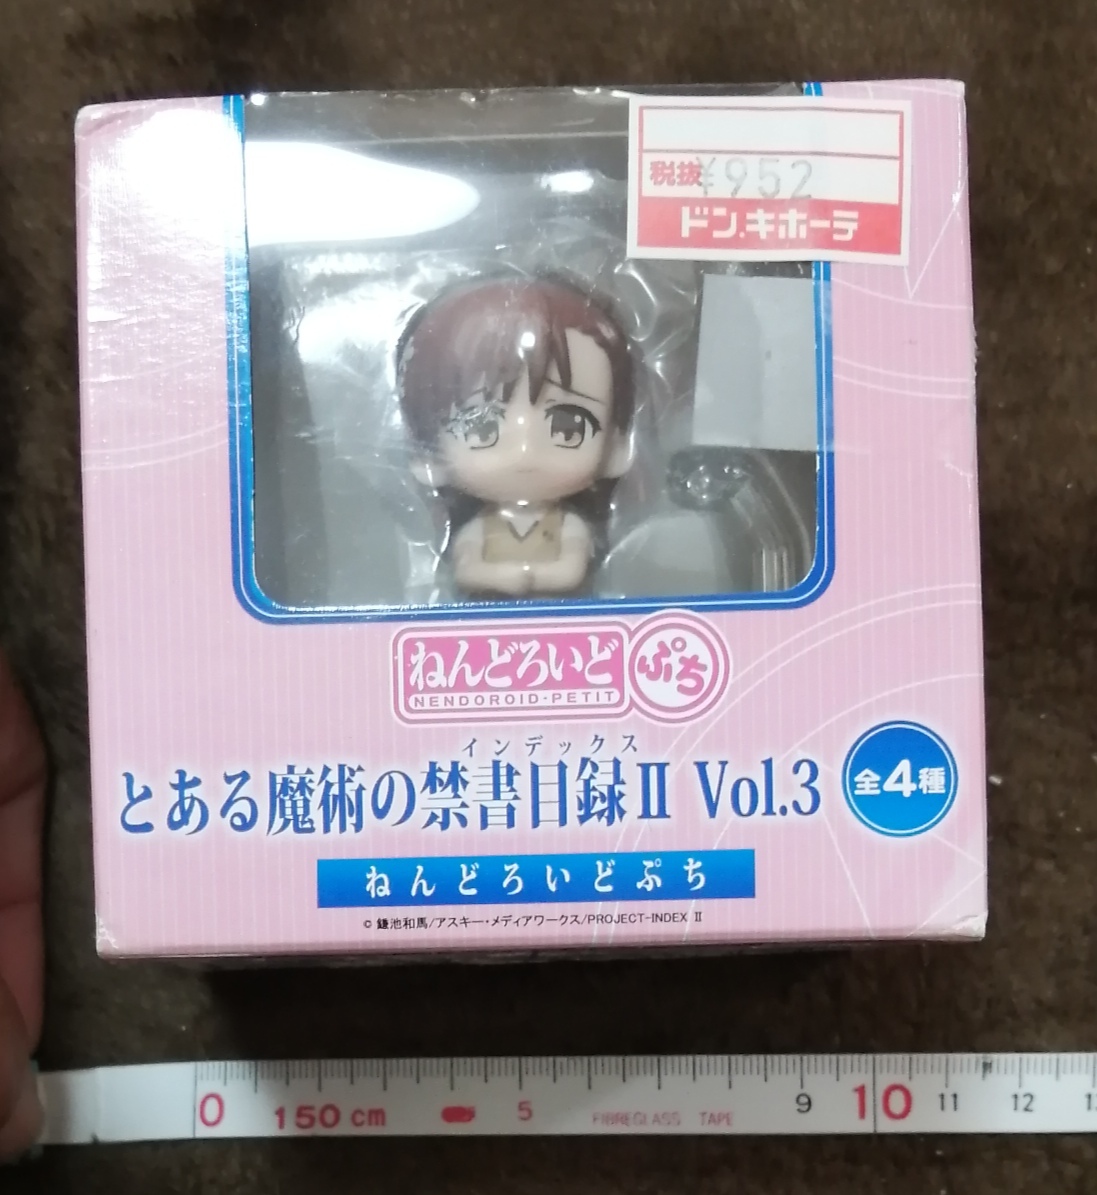 税抜¥952
ドン.キホーテ
ねんどろいど ぷち
NENDOROID-PETIT
インデックス
とある魔術の禁書目録Ⅱ Vol.3
全4種
ねんどろいどぷち
© 鎌池和馬/アスキー・メディアワークス/PROJECT-INDEX Ⅱ
0 150cm 5 FIBREGLASS TAPE 9 10 11 12